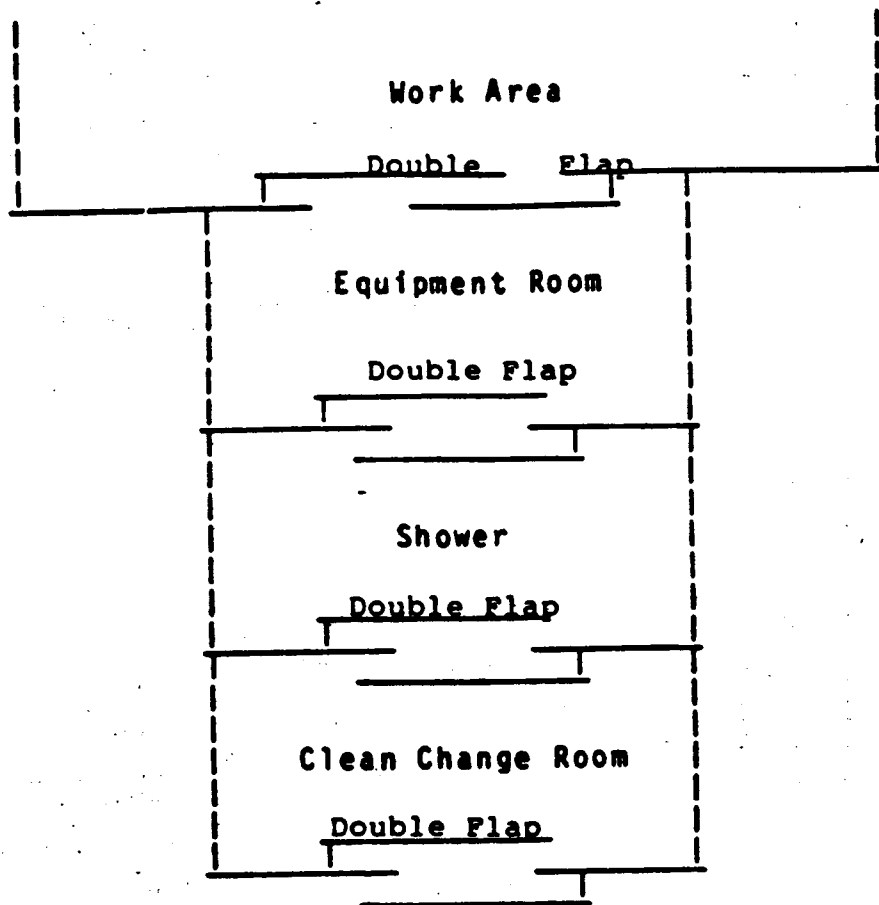 Work Area
Double Flap
Equipment Room
Double Flap
Shower
Double Flap
Clean Change Room
Double Flap